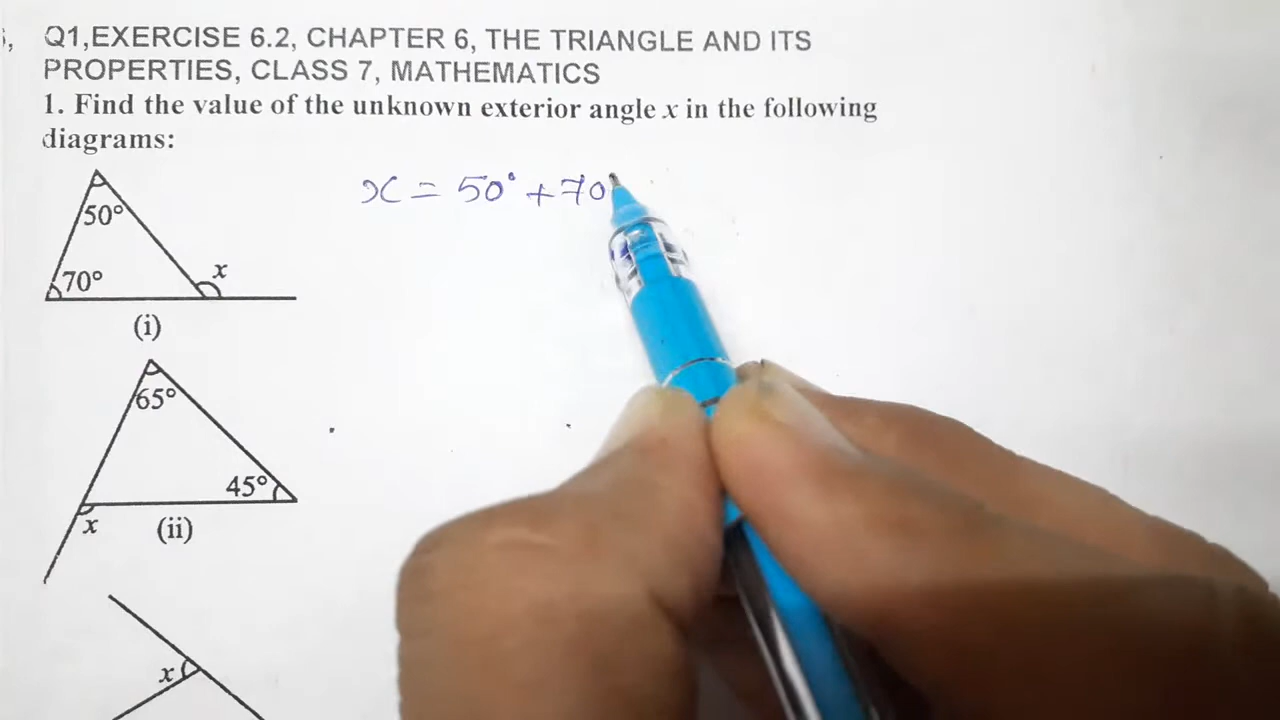 Q1,EXERCISE 6.2, CHAPTER 6, THE TRIANGLE AND ITS
PROPERTIES, CLASS 7, MATHEMATICS
1. Find the value of the unknown exterior angle x in the following
diagrams:
x = 50° + 70
50°
70°
x
(i)
65°
45°
x
(ii)
x